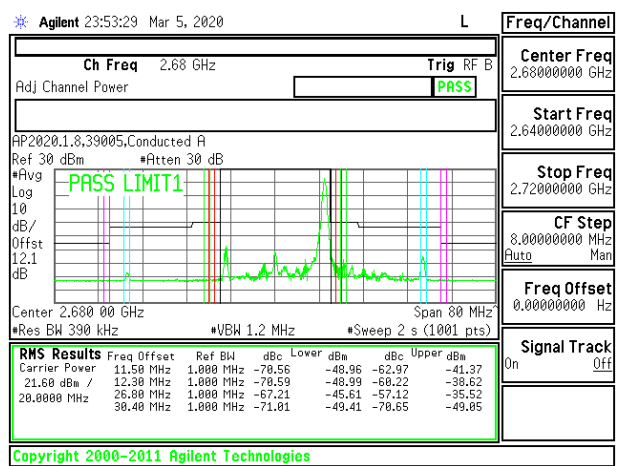 Agilent 23:53:29 Mar 5, 2020 L Freq/Channel
Ch Freq 2.68 GHz Trig RF B
Adj Channel Power PASS
Center Freq
2.68000000 GHz
Start Freq
2.64000000 GHz
AP2020.1.8,39005,Conducted A
Ref 30 dBm #Atten 30 dB
#Avg
Log
10
dB/
Offst
12.1
dB
PASS LIMIT1
Stop Freq
2.72000000 GHz
CF Step
8.00000000 MHz
Auto Man
Freq Offset
0.00000000 Hz
Center 2.680 00 GHz Span 80 MHz^
#Res BW 390 kHz #VBW 1.2 MHz #Sweep 2 s (1001 pts)
Signal Track
On Off
RMS Results Freq Offset Ref BW dBc Lower dBm dBc Upper dBm
Carrier Power 11.50 MHz 1.000 MHz -70.56 -48.96 -62.97 -41.37
21.60 dBm / 12.30 MHz 1.000 MHz -70.59 -48.99 -60.22 -38.62
20.0000 MHz 26.80 MHz 1.000 MHz -67.21 -45.61 -57.12 -35.52
30.40 MHz 1.000 MHz -71.01 -49.41 -70.65 -49.05
Copyright 2000-2011 Agilent Technologies